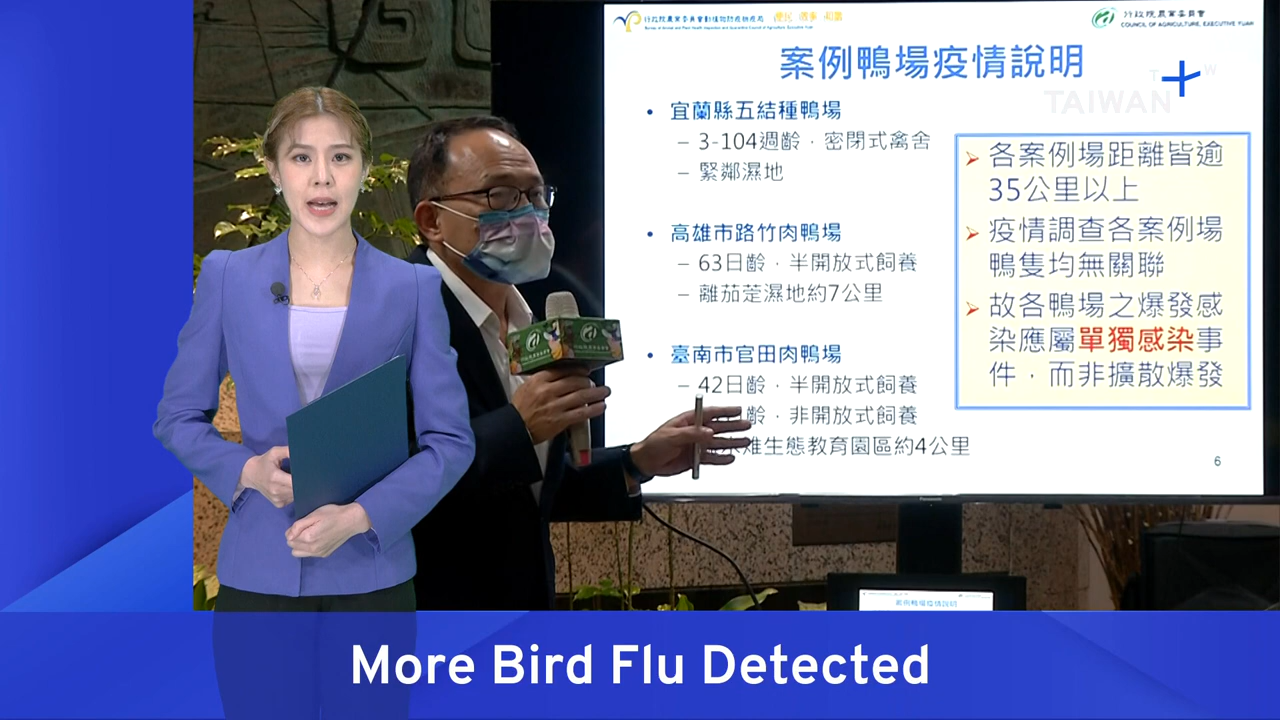 行政院農業委員會動植物防疫檢疫局
行政院農業委員會
COUNCIL OF AGRICULTURE, EXECUTIVE YUAN
案例鴨場疫情說明
TAIWAN
• 宜蘭縣五結種鴨場
– 3-104週齡，密閉式禽舍
– 緊鄰濕地
• 高雄市路竹肉鴨場
– 63日齡，半開放式飼養
– 離茄萣濕地約7公里
• 臺南市官田肉鴨場
– 42日齡，半開放式飼養
齡，非開放式飼養
雉生態教育園區約4公里
各案例場距離皆逾
35公里以上
疫情調查各案例場
鴨隻均無關聯
故各鴨場之爆發感
染應屬單獨感染事
件，而非擴散爆發
6
Panasonic
案例鴨場疫情說明
More Bird Flu Detected